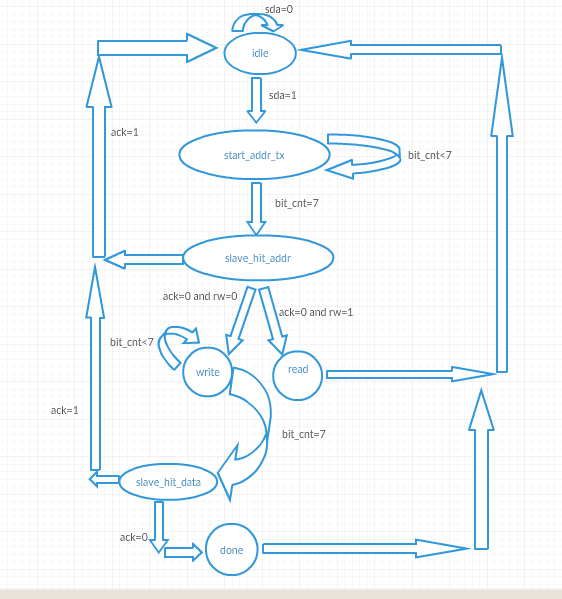 sda=0
idle
sda=1
ack=1
start_addr_tx
bit_cnt<7
bit_cnt=7
slave_hit_addr
ack=0 and rw=0
ack=0 and rw=1
bit_cnt<7
write
read
ack=1
bit_cnt=7
slave_hit_data
ack=0
done